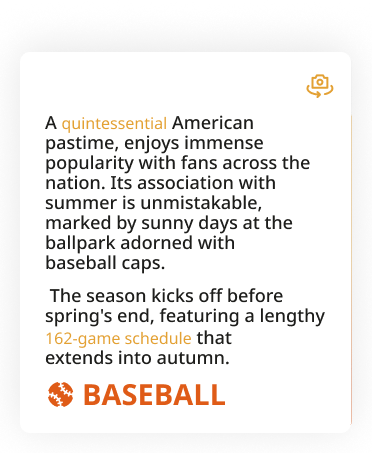 A quintessential American
pastime, enjoys immense
popularity with fans across the
nation. Its association with
summer is unmistakable,
marked by sunny days at the
ballpark adorned with
baseball caps.
The season kicks off before
spring's end, featuring a lengthy
162-game schedule that
extends into autumn.
BASEBALL